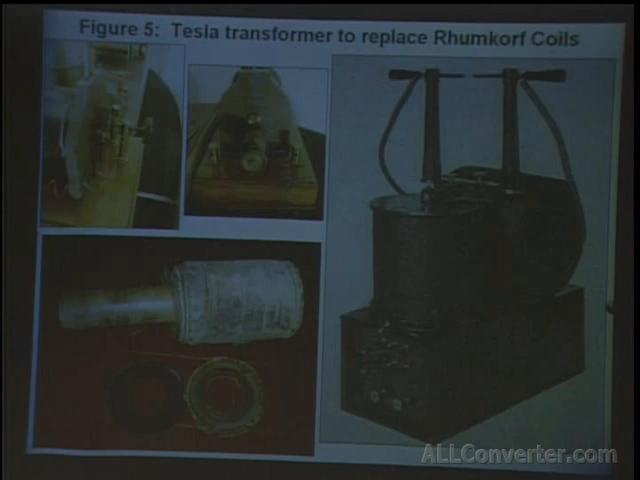 Figure 5: Tesla transformer to replace Rhumkorf Coils
ALLConverter.com